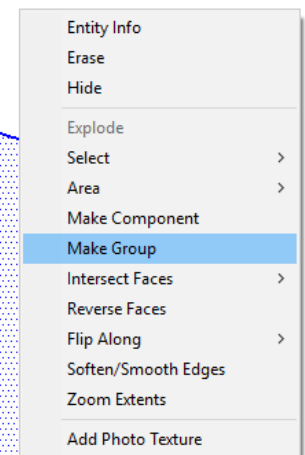 Entity Info
Erase
Hide
Explode
Select
Area
Make Component
Make Group
Intersect Faces
Reverse Faces
Flip Along
Soften/Smooth Edges
Zoom Extents
Add Photo Texture